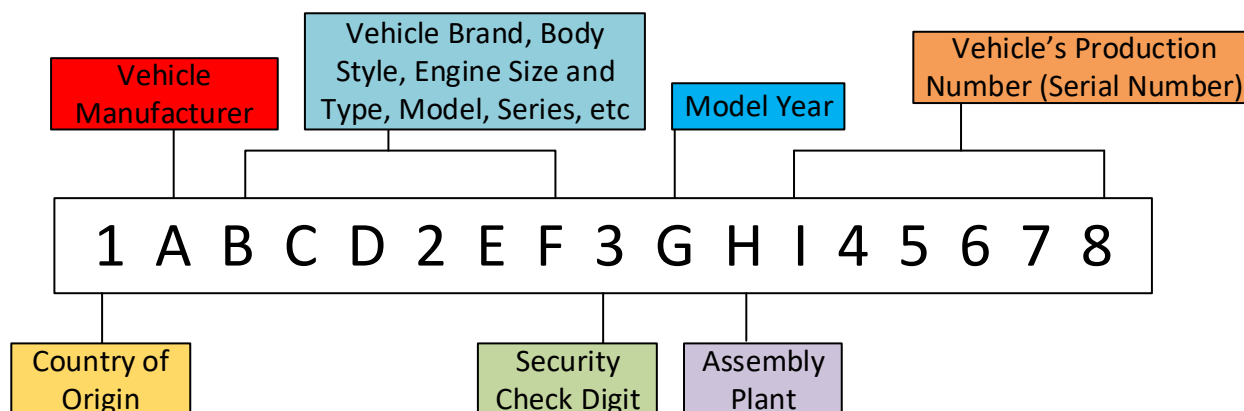 Vehicle
Manufacturer
Vehicle Brand, Body
Style, Engine Size and
Type, Model, Series, etc
Model Year
Vehicle’s Production
Number (Serial Number)
1 A B C D 2 E F 3 G H I 4 5 6 7 8
Country of
Origin
Security
Check Digit
Assembly
Plant